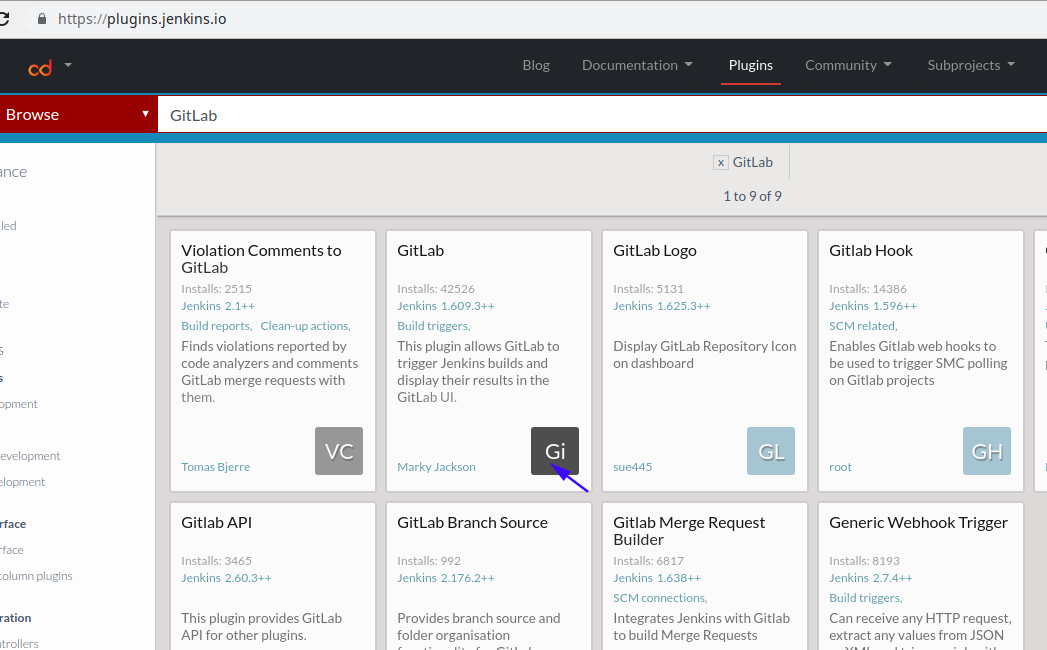 https://plugins.jenkins.io
cd
Blog Documentation Plugins Community Subprojects
Browse
GitLab
x GitLab
1 to 9 of 9
ance
led
te
s
s
opment
evelopment
elopment
rface
rface
column plugins
ration
ntrollers
Violation Comments to
GitLab
Installs: 2515
Jenkins 2.1++
Build reports, Clean-up actions,
Finds violations reported by
code analyzers and comments
GitLab merge requests with
them.
VC
Tomas Bjerre
GitLab
Installs: 42526
Jenkins 1.609.3++
Build triggers,
This plugin allows GitLab to
trigger Jenkins builds and
display their results in the
GitLab UI.
Gi
Marky Jackson
GitLab Logo
Installs: 5131
Jenkins 1.625.3++
Display GitLab Repository Icon
on dashboard
GL
sue445
Gitlab Hook
Installs: 14386
Jenkins 1.596++
SCM related,
Enables Gitlab web hooks to
be used to trigger SMC polling
on Gitlab projects
GH
root
Gitlab API
Installs: 3465
Jenkins 2.60.3++
This plugin provides GitLab
API for other plugins.
GitLab Branch Source
Installs: 992
Jenkins 2.176.2++
Provides branch source and
folder organisation
Gitlab Merge Request
Builder
Installs: 6817
Jenkins 1.638++
SCM connections,
Integrates Jenkins with Gitlab
to build Merge Requests
Generic Webhook Trigger
Installs: 8193
Jenkins 2.7.4++
Build triggers,
Can receive any HTTP request,
extract any values from JSON